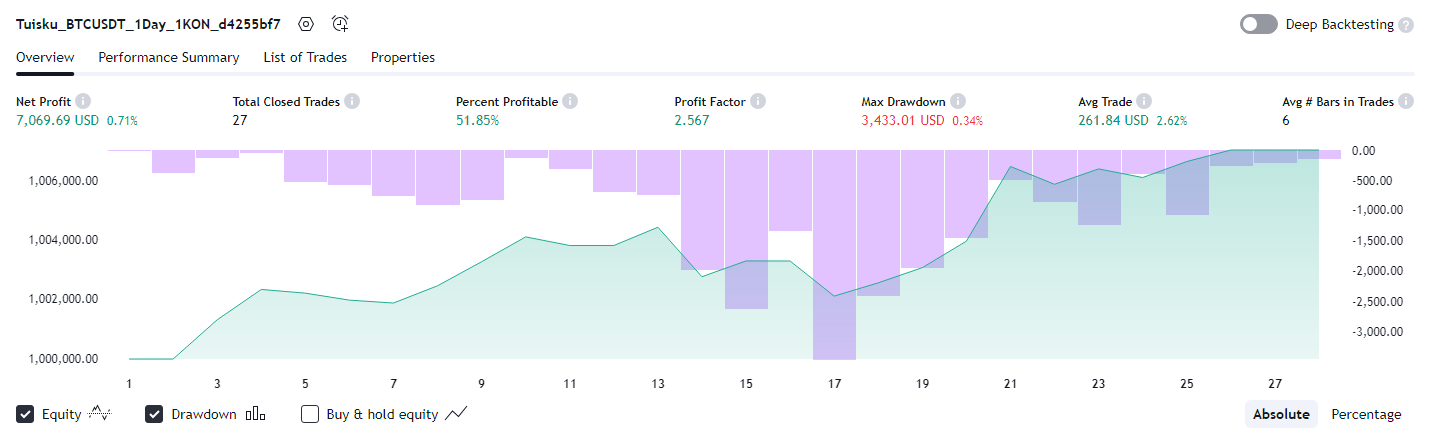 Tuisku_BTCUSDT_1Day_1KON_d4255bf7 Deep Backtesting ?
Overview Performance Summary List of Trades Properties
Net Profit i Total Closed Trades i Percent Profitable i Profit Factor i Max Drawdown i Avg Trade i Avg # Bars in Trades i
7,069.69 USD 0.71% 27 51.85% 2.567 3,433.01 USD 0.34% 261.84 USD 2.62% 6
0.00
1,006,000.00 -500.00
-1,000.00
1,004,000.00 -1,500.00
-2,000.00
1,002,000.00 -2,500.00
-3,000.00
1,000,000.00
1 3 5 7 9 11 13 15 17 19 21 23 25 27
Equity Drawdown Buy & hold equity Absolute Percentage